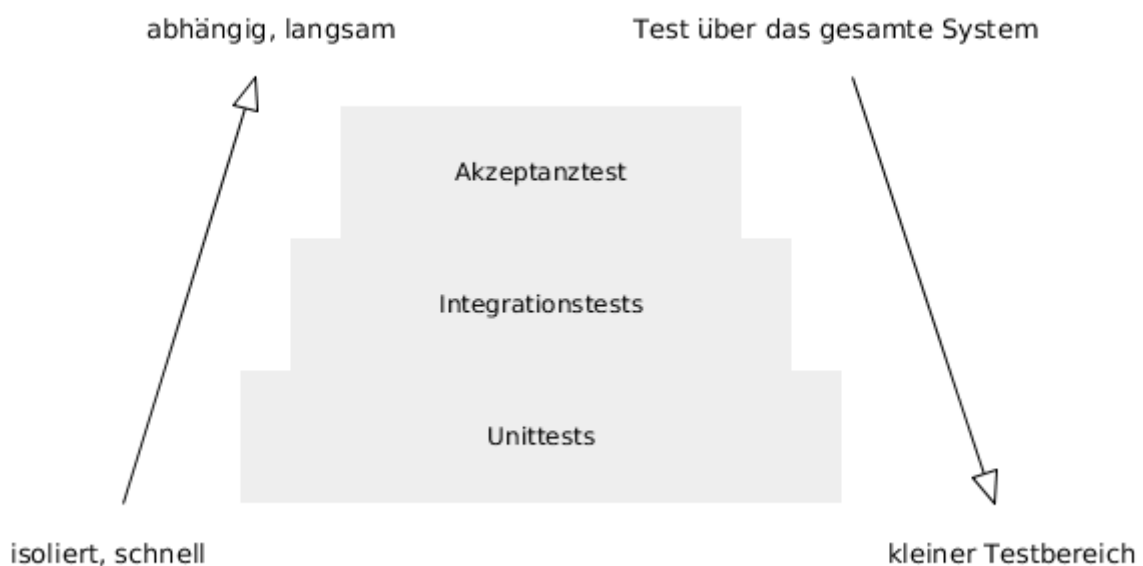 abhängig, langsam
Test über das gesamte System
Akzeptanztest
Integrationstests
Unittests
isoliert, schnell
kleiner Testbereich